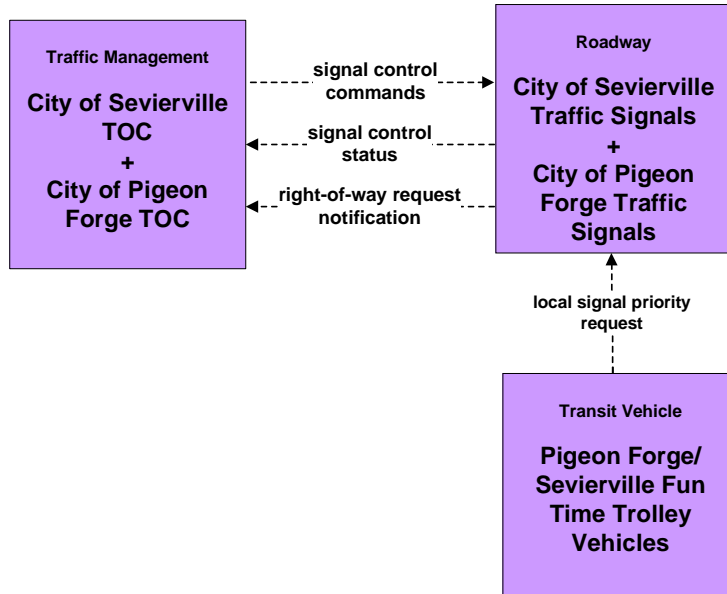 Traffic Management
City of Sevierville
TOC
+
City of Pigeon
Forge TOC
signal control
commands
signal control
status
right-of-way request
notification
Roadway
City of Sevierville
Traffic Signals
+
City of Pigeon
Forge Traffic
Signals
local signal priority
request
Transit Vehicle
Pigeon Forge/
Sevierville Fun
Time Trolley
Vehicles